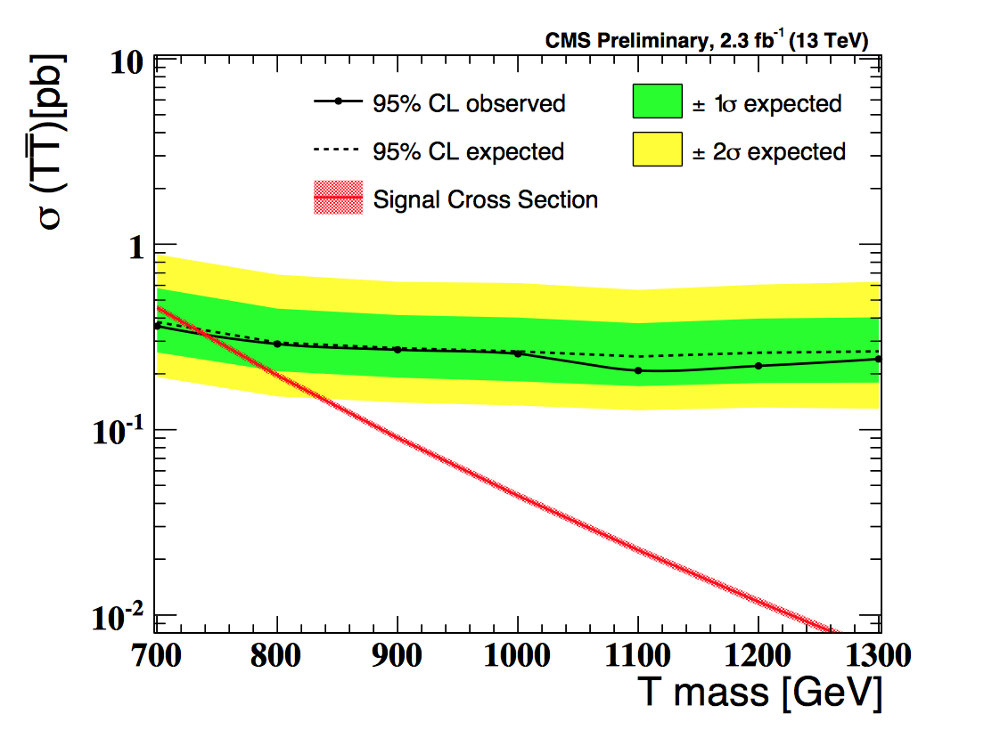 CMS Preliminary, 2.3 fb⁻¹ (13 TeV)
σ (TT̅)[pb]
10
1
10⁻¹
10⁻²
95% CL observed
95% CL expected
Signal Cross Section
± 1σ expected
± 2σ expected
700 800 900 1000 1100 1200 1300
T mass [GeV]